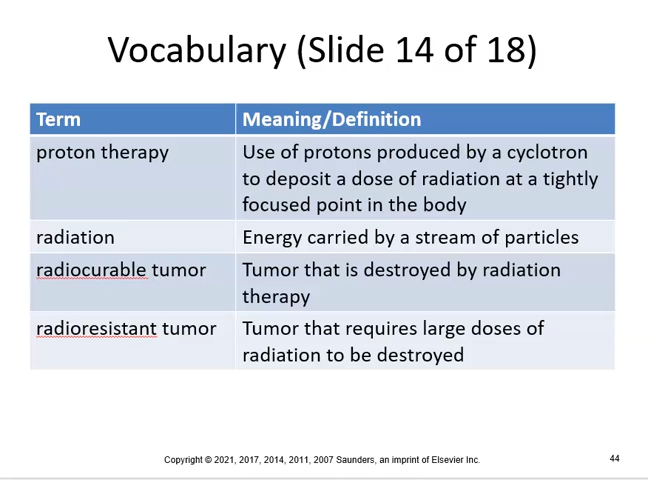 Vocabulary (Slide 14 of 18)
Term Meaning/Definition
proton therapy Use of protons produced by a cyclotron
to deposit a dose of radiation at a tightly
focused point in the body
radiation Energy carried by a stream of particles
radiocurable tumor Tumor that is destroyed by radiation
therapy
radioresistant tumor Tumor that requires large doses of
radiation to be destroyed
Copyright © 2021, 2017, 2014, 2011, 2007 Saunders, an imprint of Elsevier Inc. 44